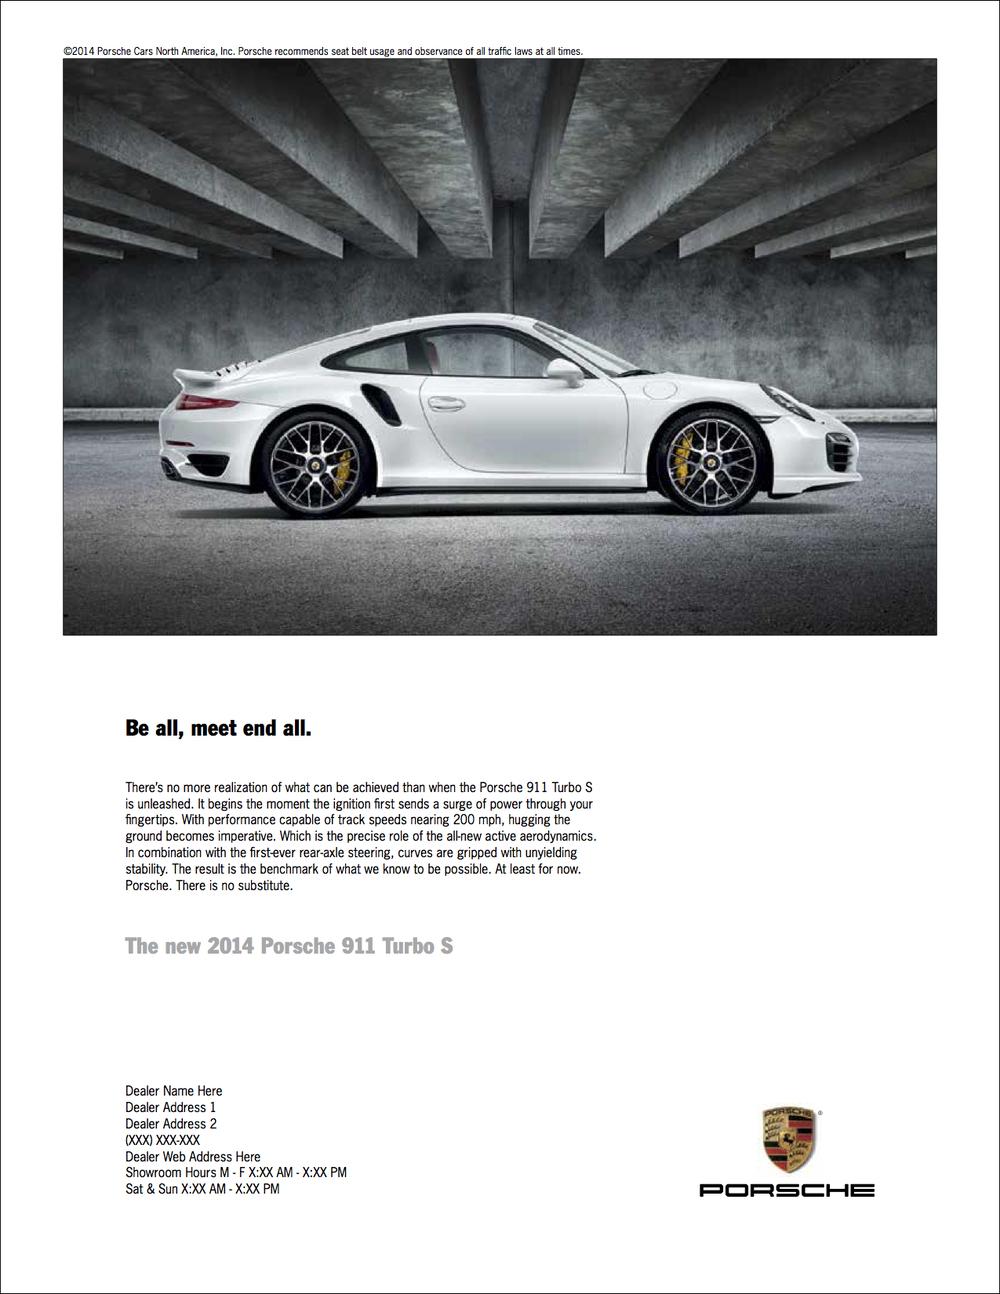 ©2014 Porsche Cars North America, Inc. Porsche recommends seat belt usage and observance of all traffic laws at all times.
Be all, meet end all.
There's no more realization of what can be achieved than when the Porsche 911 Turbo S
is unleashed. It begins the moment the ignition first sends a surge of power through your
fingertips. With performance capable of track speeds nearing 200 mph, hugging the
ground becomes imperative. Which is the precise role of the all-new active aerodynamics.
In combination with the first-ever rear-axle steering, curves are gripped with unyielding
stability. The result is the benchmark of what we know to be possible. At least for now.
Porsche. There is no substitute.
The new 2014 Porsche 911 Turbo S
Dealer Name Here
Dealer Address 1
Dealer Address 2
(XXX) XXX-XXX
Dealer Web Address Here
Showroom Hours M - F X:XX AM - X:XX PM
Sat & Sun X:XX AM - X:XX PM
PORSCHE
®
PORSCHE